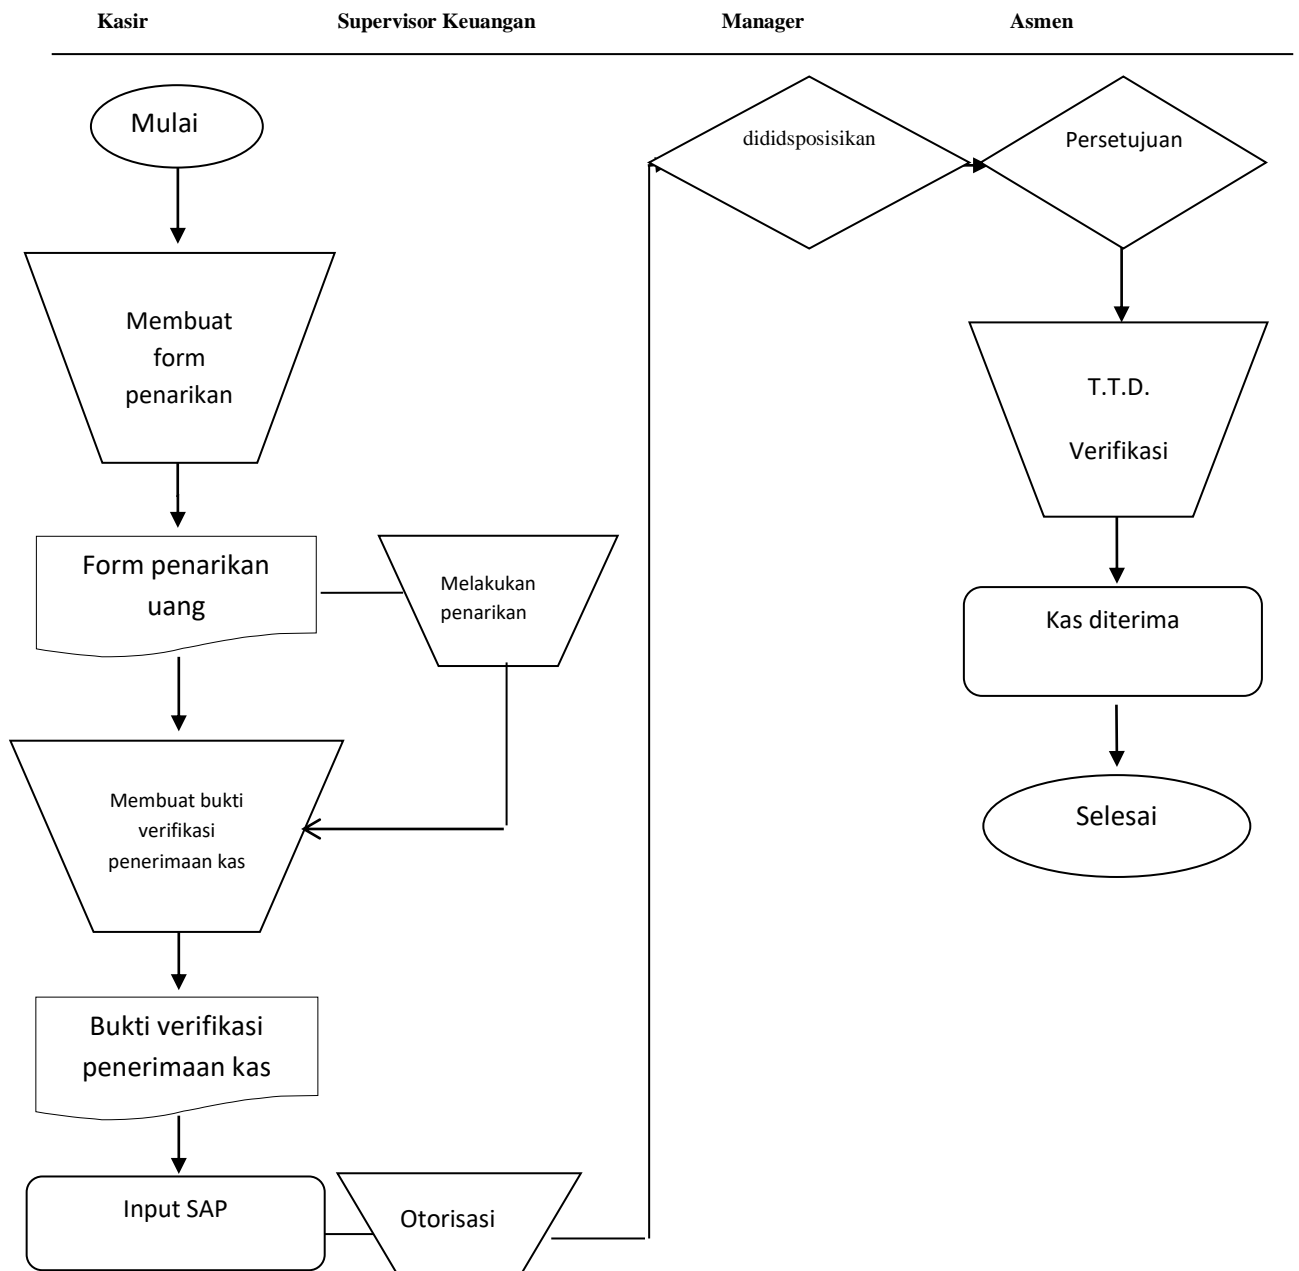 Kasir Supervisor Keuangan Manager Asmen
Mulai
Membuat
form
penarikan
Form penarikan
uang
Melakukan
penarikan
Membuat bukti
verifikasi
penerimaan kas
Bukti verifikasi
penerimaan kas
Input SAP
Otorisasi
dididsposisikan
Persetujuan
T.T.D.
Verifikasi
Kas diterima
Selesai